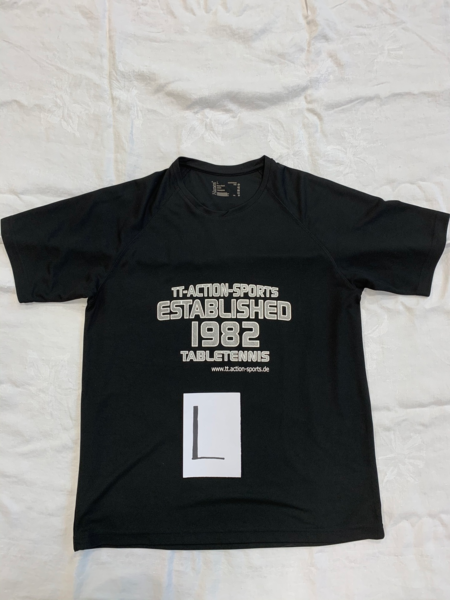 TT-ACTION-SPORTS
ESTABLISHED
1982
TABLETENNIS
www.tt.action-sports.de
L